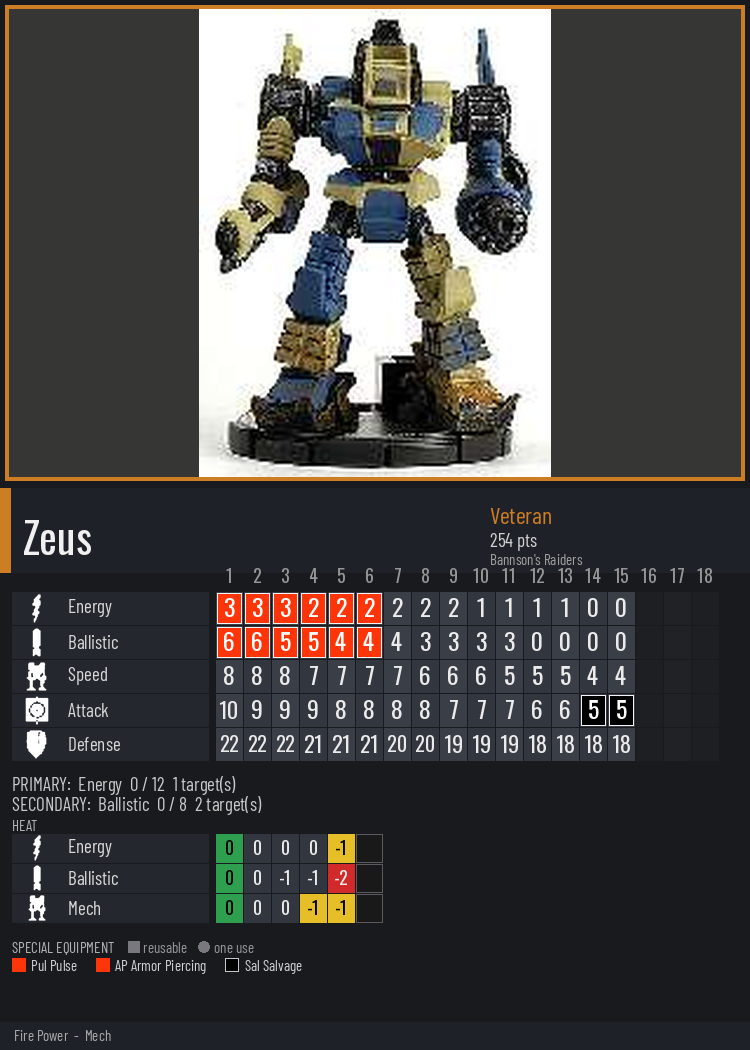 Zeus
Veteran
254 pts
Bannson's Raiders
1 2 3 4 5 6 7 8 9 10 11 12 13 14 15 16 17 18
Energy 3 3 3 2 2 2 2 2 2 1 1 1 1 0 0
Ballistic 6 6 5 5 4 4 4 3 3 3 3 0 0 0 0
Speed 8 8 8 7 7 7 7 6 6 6 5 5 5 4 4
Attack 10 9 9 9 8 8 8 8 7 7 7 6 6 5 5
Defense 22 22 22 21 21 21 20 20 19 19 19 18 18 18 18
PRIMARY: Energy 0 / 12 1 target(s)
SECONDARY: Ballistic 0 / 8 2 target(s)
HEAT
Energy 0 0 0 0 -1
Ballistic 0 0 -1 -1 -2
Mech 0 0 0 -1 -1
SPECIAL EQUIPMENT reusable one use
Pul Pulse AP Armor Piercing Sal Salvage
Fire Power - Mech